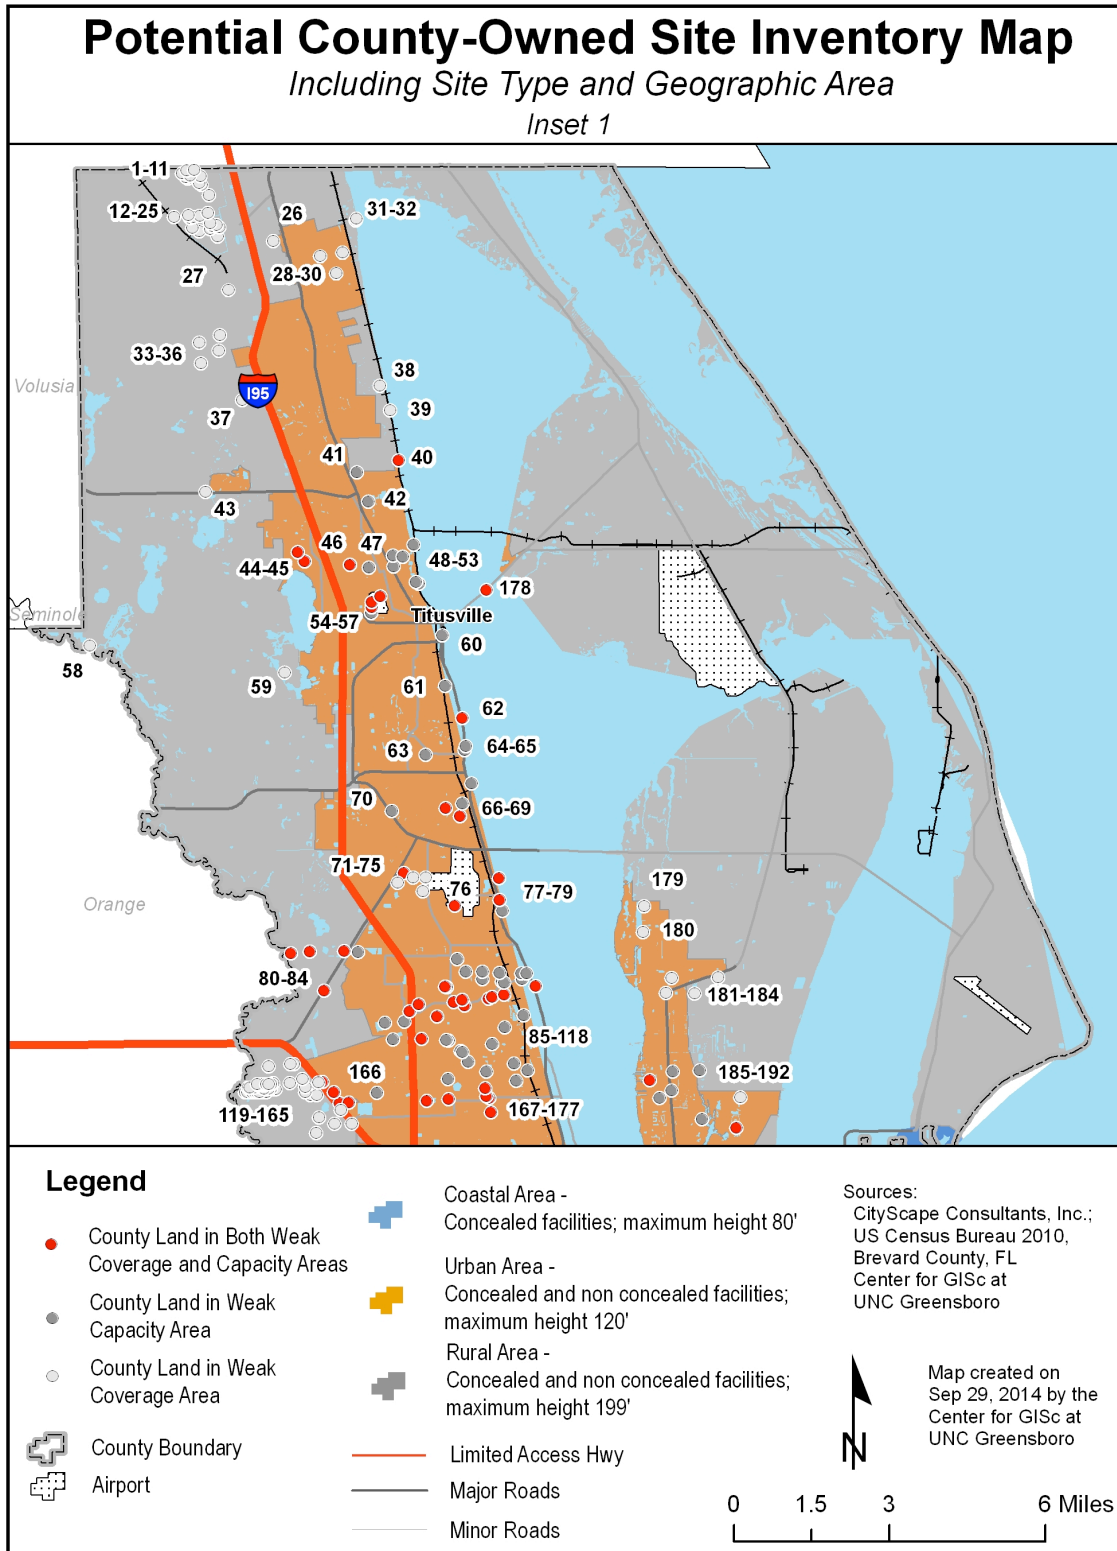 Potential County-Owned Site Inventory Map
Including Site Type and Geographic Area
Inset 1
1-11
12-25
26
31-32
27
28-30
33-36
Volusia
I95
37
38
39
40
41
42
43
46
47
44-45
48-53
178
Seminole
54-57
Titusville
58
60
59
61
62
63
64-65
70
66-69
71-75
76
77-79
179
Orange
180
80-84
181-184
85-118
166
185-192
119-165
167-177
Legend
County Land in Both Weak
Coverage and Capacity Areas
County Land in Weak
Capacity Area
County Land in Weak
Coverage Area
County Boundary
Airport
Coastal Area -
Concealed facilities; maximum height 80'
Urban Area -
Concealed and non concealed facilities;
maximum height 120'
Rural Area -
Concealed and non concealed facilities;
maximum height 199'
Limited Access Hwy
Major Roads
Minor Roads
Sources:
CityScape Consultants, Inc.;
US Census Bureau 2010,
Brevard County, FL
Center for GISc at
UNC Greensboro
N
Map created on
Sep 29, 2014 by the
Center for GISc at
UNC Greensboro
0 1.5 3 6 Miles